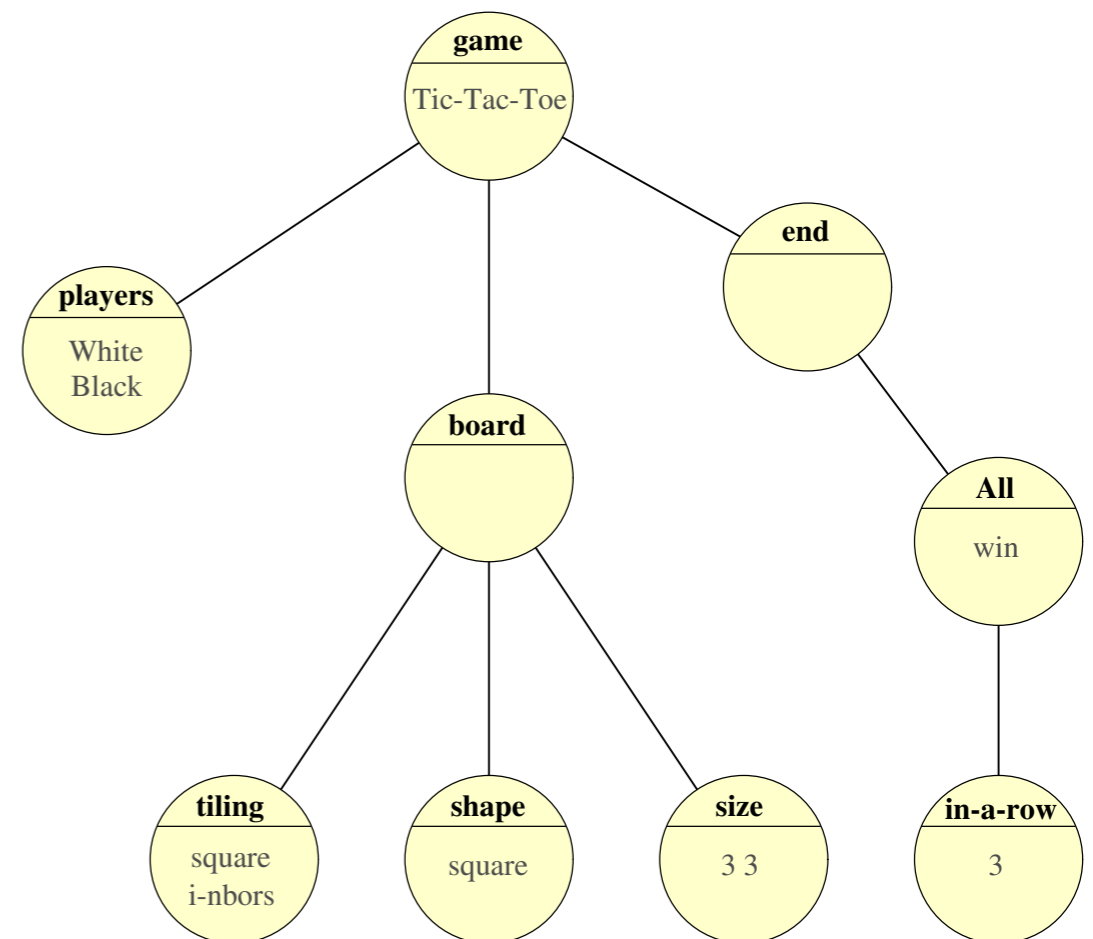 game
Tic-Tac-Toe
end
players
White
Black
board
All
win
tiling
square
i-nbors
shape
square
size
3 3
in-a-row
3